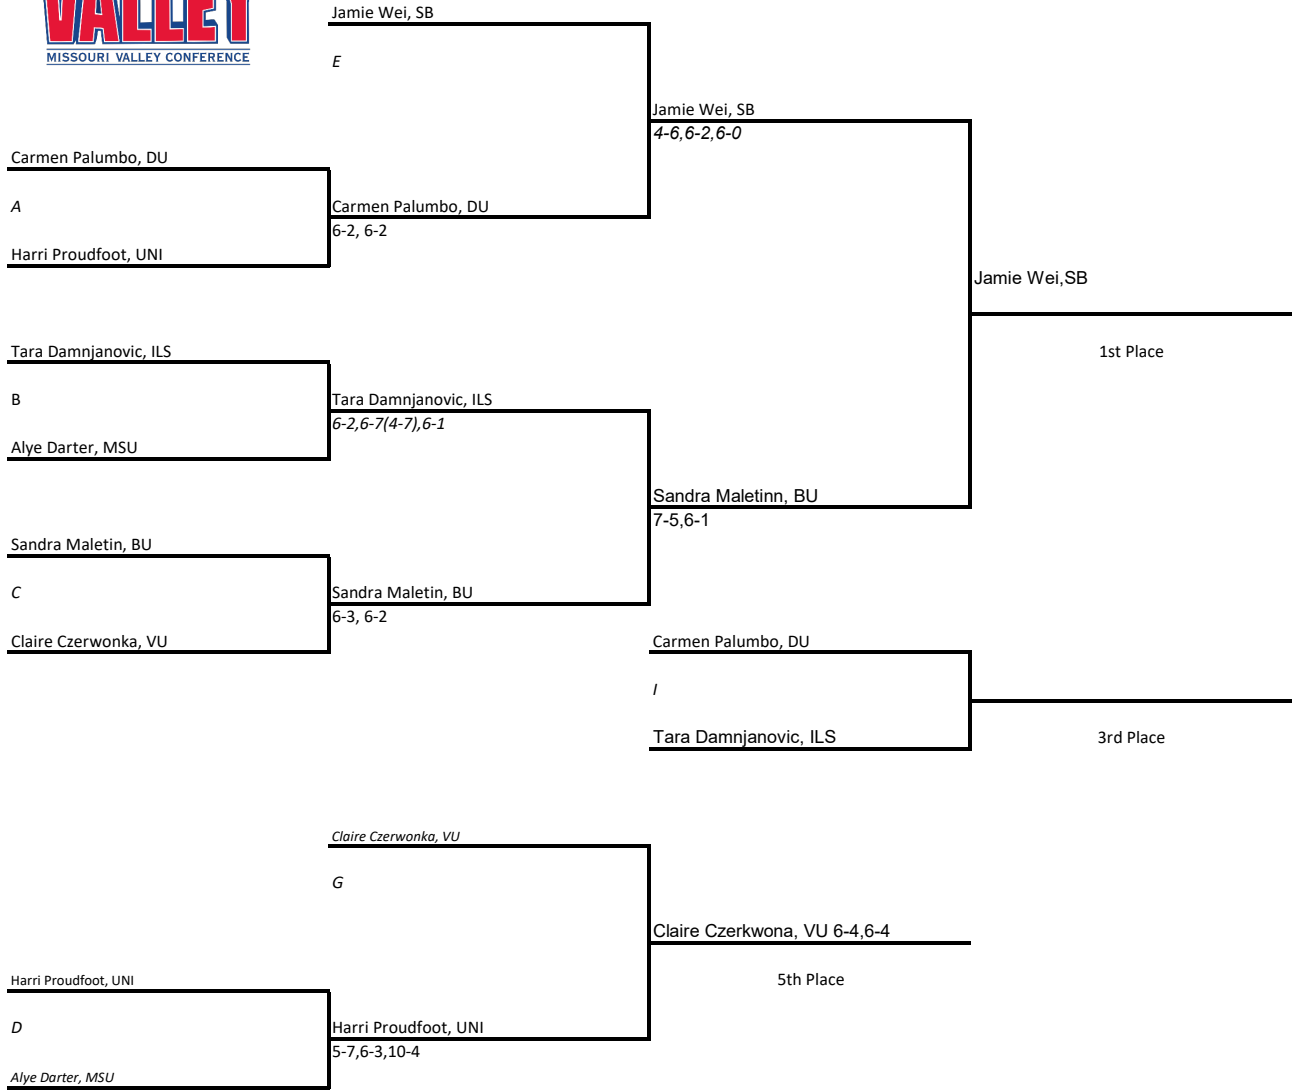 VALLEY
MISSOURI VALLEY CONFERENCE
Jamie Wei, SB
E
Jamie Wei, SB
4-6,6-2,6-0
Carmen Palumbo, DU
A
Carmen Palumbo, DU
6-2, 6-2
Harri Proudfoot, UNI
Jamie Wei,SB
1st Place
Tara Damnjanovic, ILS
B
Tara Damnjanovic, ILS
6-2,6-7(4-7),6-1
Alye Darter, MSU
Sandra Maletinn, BU
7-5,6-1
Sandra Maletin, BU
C
Sandra Maletin, BU
6-3, 6-2
Claire Czerwonka, VU
Carmen Palumbo, DU
I
Tara Damnjanovic, ILS
3rd Place
Claire Czerwonka, VU
G
Claire Czerkwona, VU 6-4,6-4
5th Place
Harri Proudfoot, UNI
D
Harri Proudfoot, UNI
5-7,6-3,10-4
Alye Darter, MSU